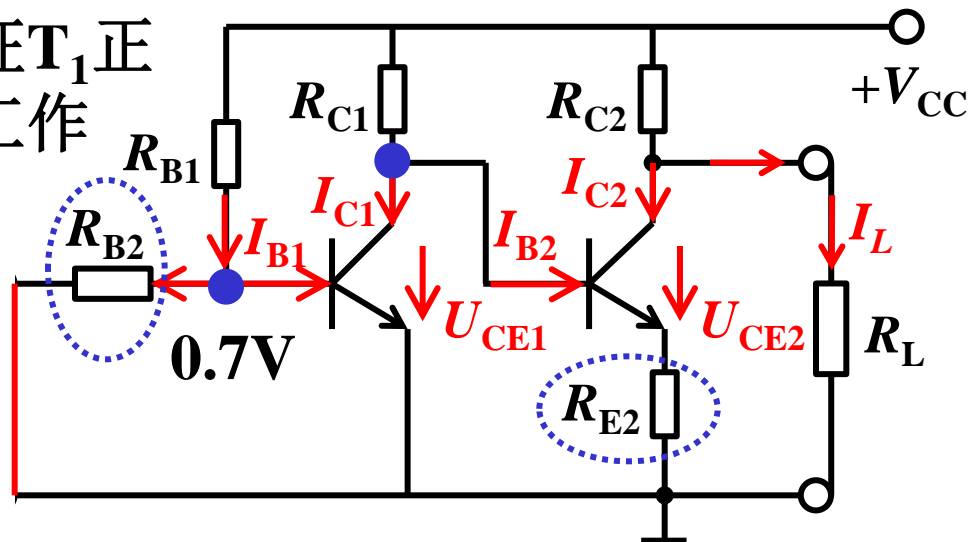 证T₁正
工作
+V_CC
R_C1
R_C2
R_B1
I_C1
I_C2
R_B2
I_B1
I_B2
I_L
U_CE1
U_CE2
0.7V
R_L
R_E2